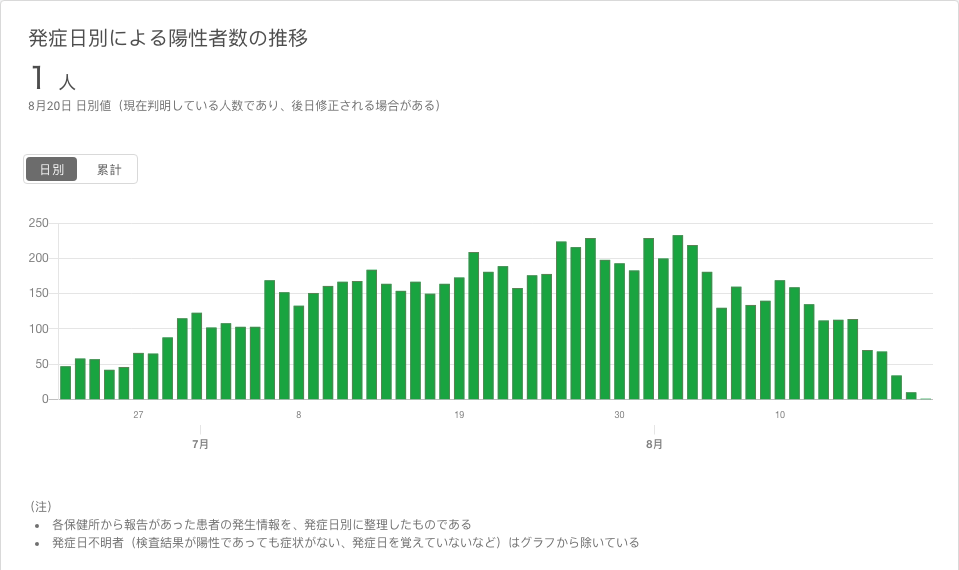 発症日別による陽性者数の推移
1 人
8月20日 日別値（現在判明している人数であり、後日修正される場合がある）
日別 累計
250
200
150
100
50
0
27 8 19 30 10
7月 8月
（注）
• 各保健所から報告があった患者の発生情報を、発症日別に整理したものである
• 発症日不明者（検査結果が陽性であっても症状がない、発症日を覚えていないなど）はグラフから除いている